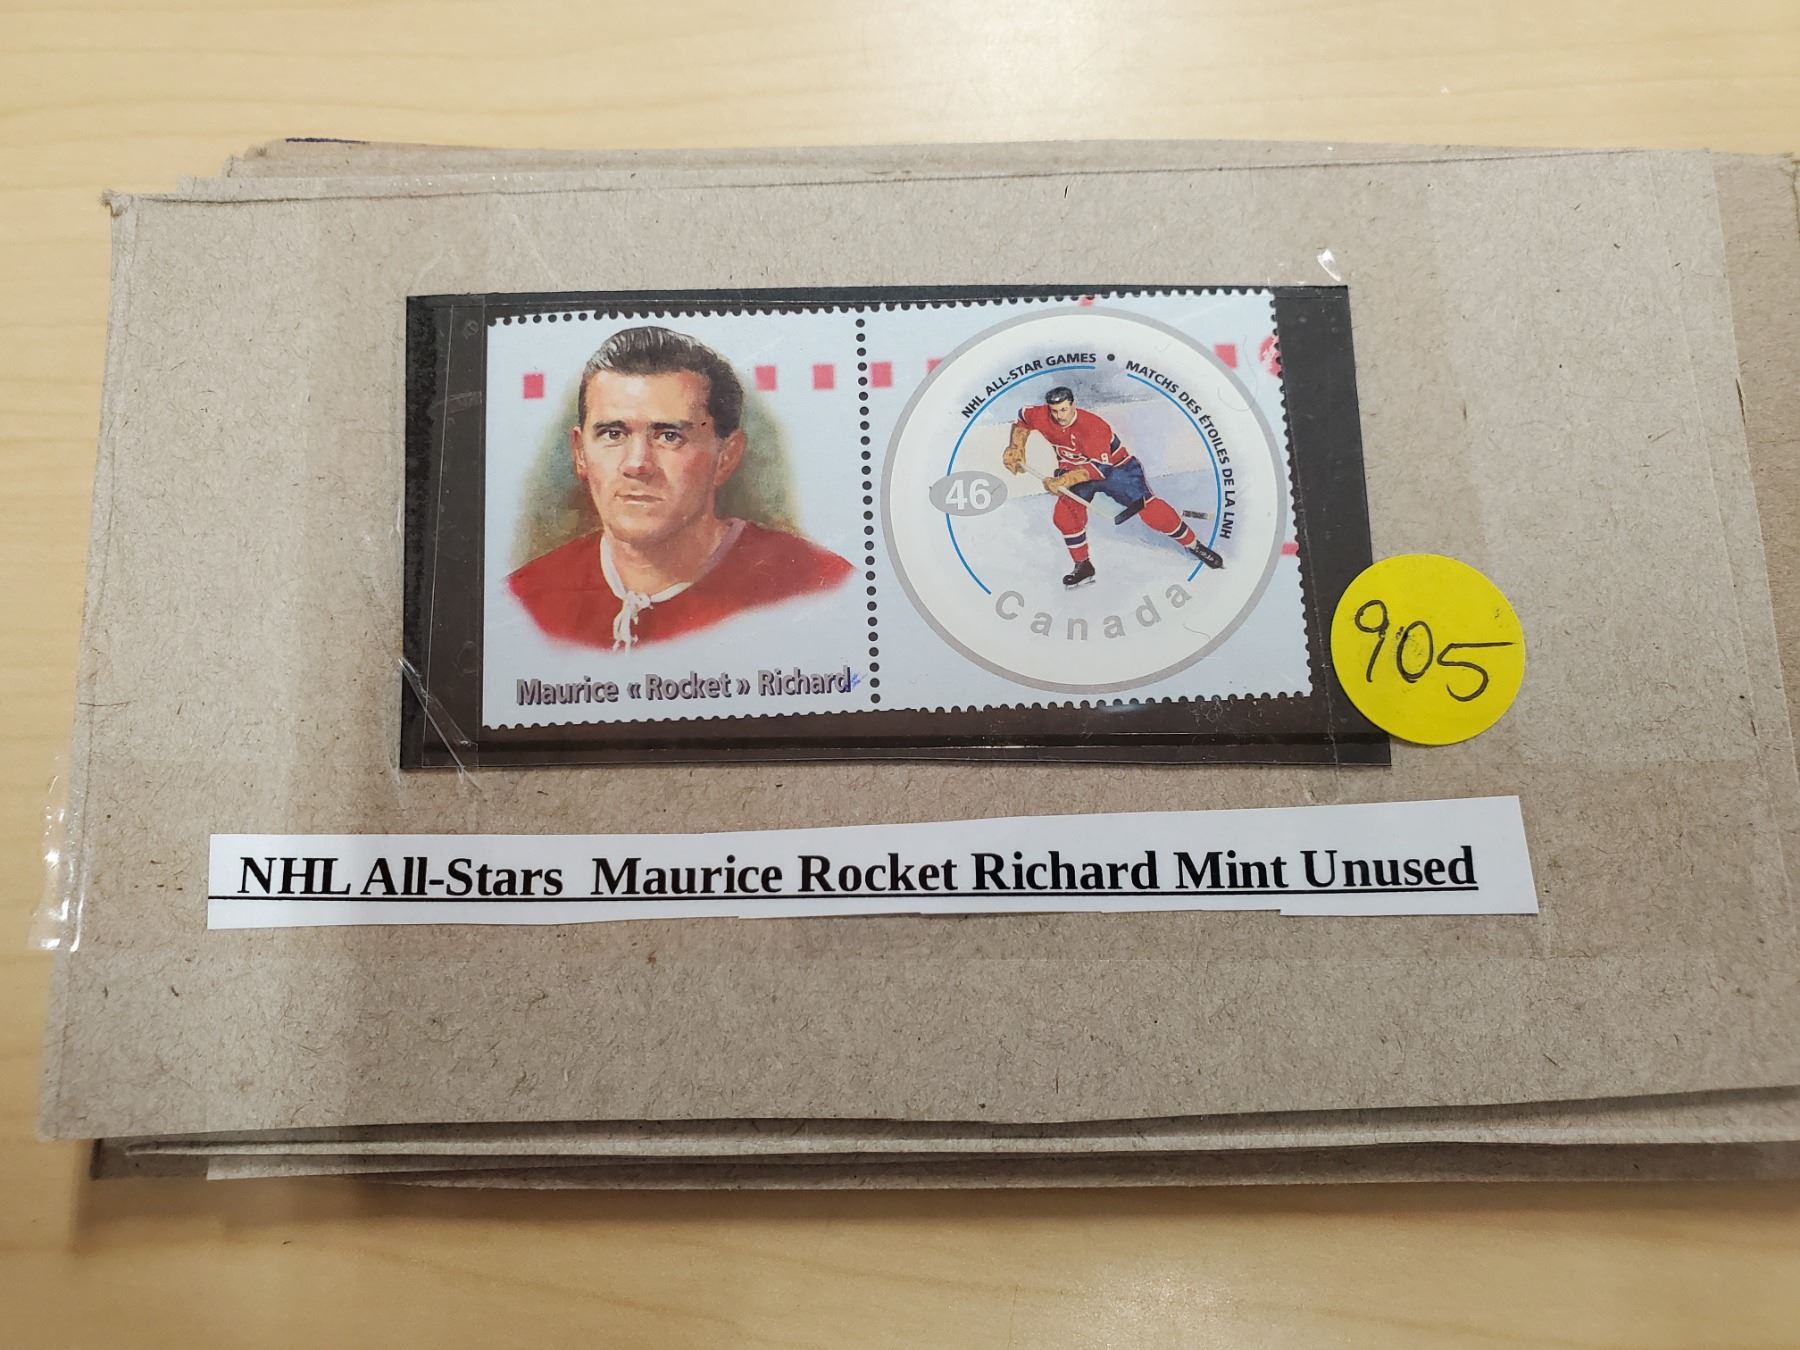 NHL ALL-STAR GAMES • MATCHS DES ÉTOILES DE LA LNH
9
46
Canada
Maurice « Rocket » Richard
905
NHL All-Stars Maurice Rocket Richard Mint Unused